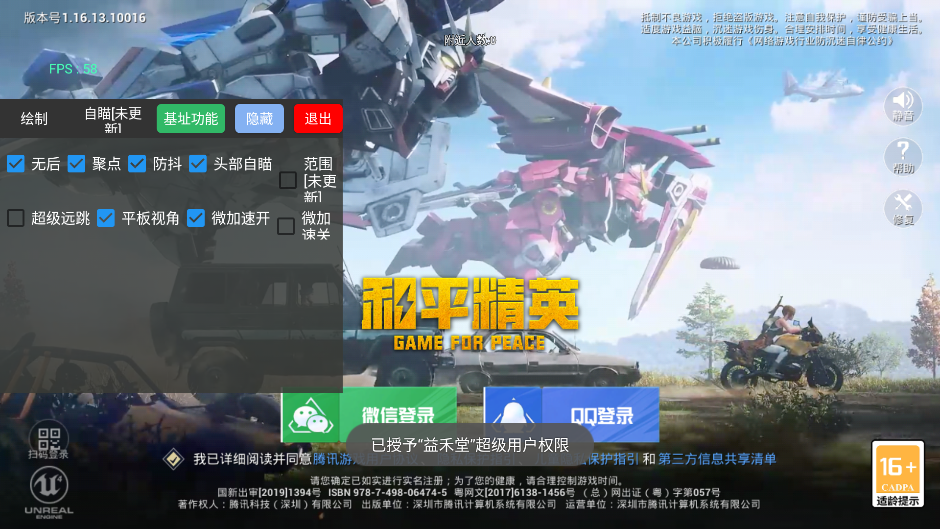 版本号1.16.13.10016
抵制不良游戏，拒绝盗版游戏。注意自我保护，谨防受骗上当。
适度游戏益脑，沉迷游戏伤身。合理安排时间，享受健康生活。
本公司积极履行《网络游戏行业防沉迷自律公约》
附近人数:0
FPS : 58
绘制
自瞄[未更新]
基址功能
隐藏
退出
静音
无后
聚点
防抖
头部自瞄
范围[未更新]
帮助
超级远跳
平板视角
微加速开
微加速关
修复
和平精英
GAME FOR PEACE
微信登录
QQ登录
已授予“益禾堂”超级用户权限
扫码登录
我已详细阅读并同意腾讯游戏
保护指引 和 第三方信息共享清单
16+
CADPA
适龄提示
UNREAL
ENGINE
请您确定已如实进行实名注册；为了您的健康，请合理控制游戏时间。
国新出审[2019]1394号 ISBN 978-7-498-06474-5 粤网文[2017]6138-1456号 （总）网出证（粤）字第057号
著作权人：腾讯科技（深圳）有限公司 出版单位：深圳市腾讯计算机系统有限公司 运营单位：深圳市腾讯计算机系统有限公司